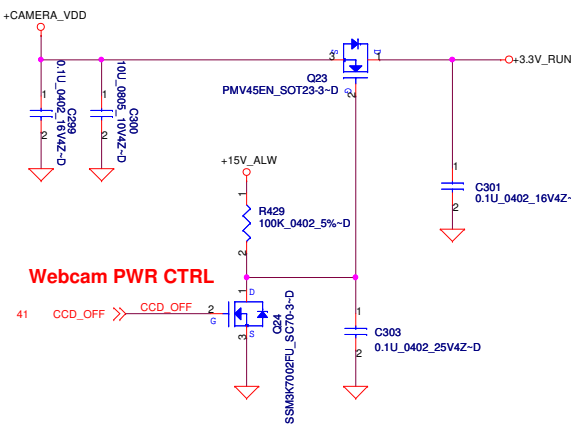 +CAMERA_VDD
3
S
D
1
+3.3V_RUN
Q23
PMV45EN_SOT23-3~D
G
2
1
2
C299
0.1U_0402_16V4Z~D
1
2
C300
10U_0805_10V4Z~D
+15V_ALW
1
R429
100K_0402_5%~D
2
1
C301
0.1U_0402_16V4Z~
2
Webcam PWR CTRL
41
CCD_OFF
CCD_OFF
2
G
1
D
S
3
Q24
SSM3K7002FU_SC70-3~D
1
C303
0.1U_0402_25V4Z~D
2